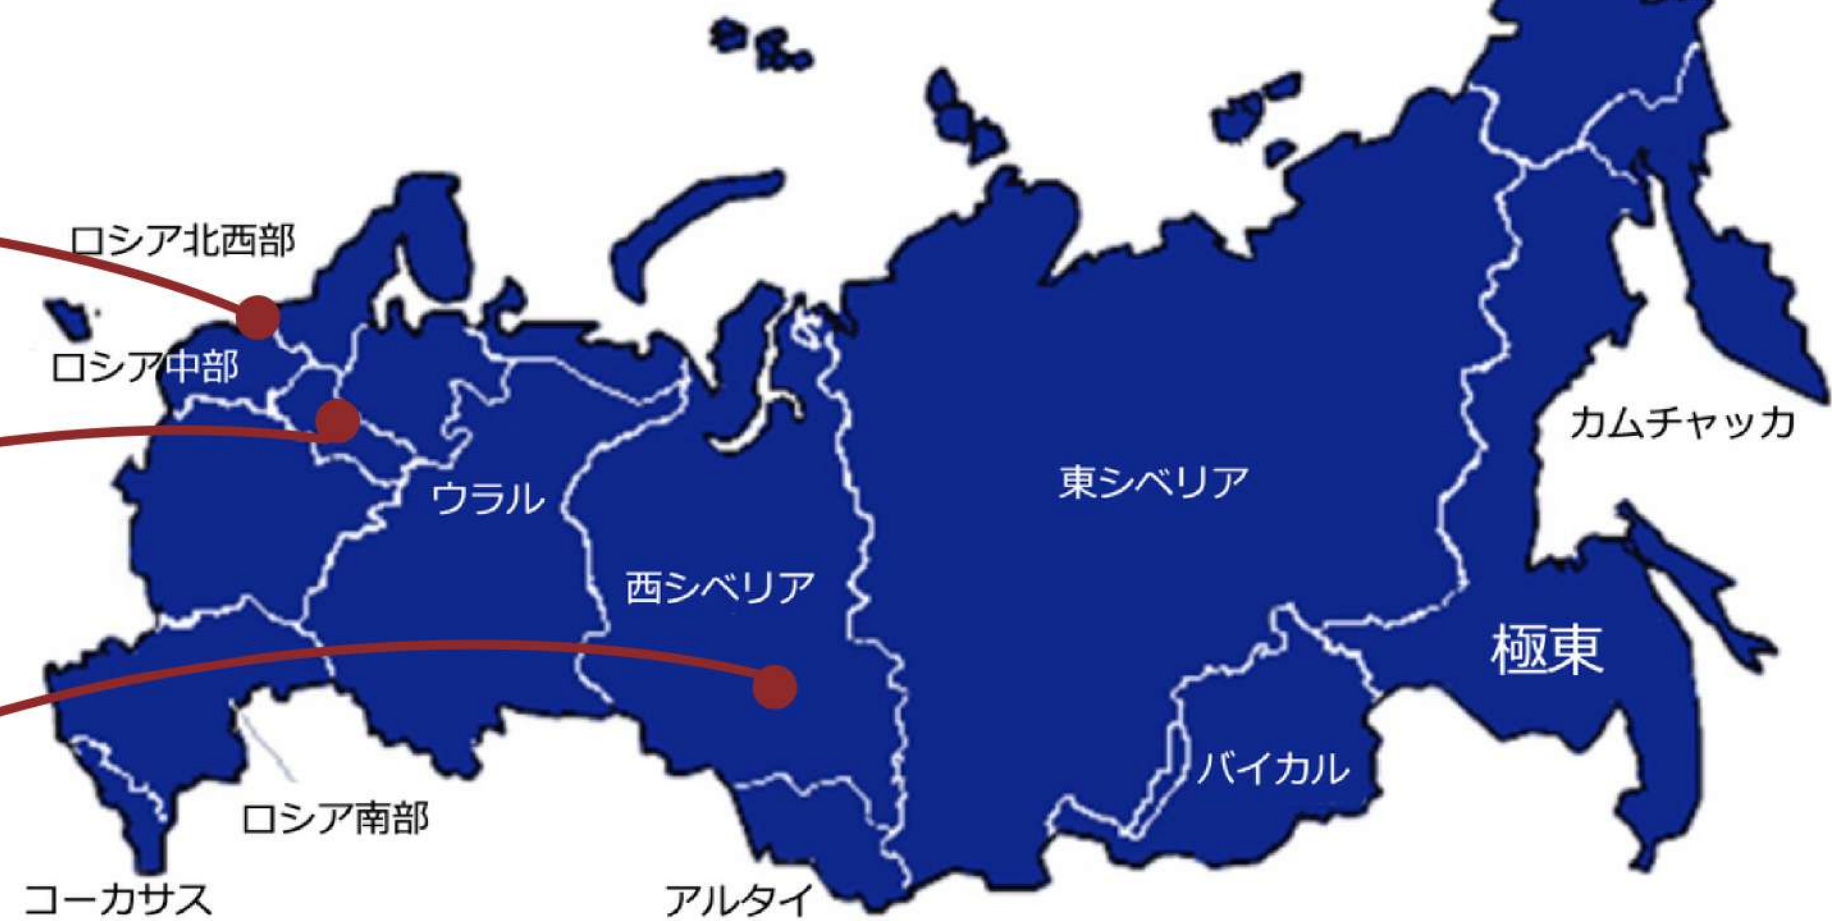 ロシア北西部
ロシア中部
カムチャッカ
東シベリア
ウラル
西シベリア
極東
バイカル
ロシア南部
コーカサス
アルタイ